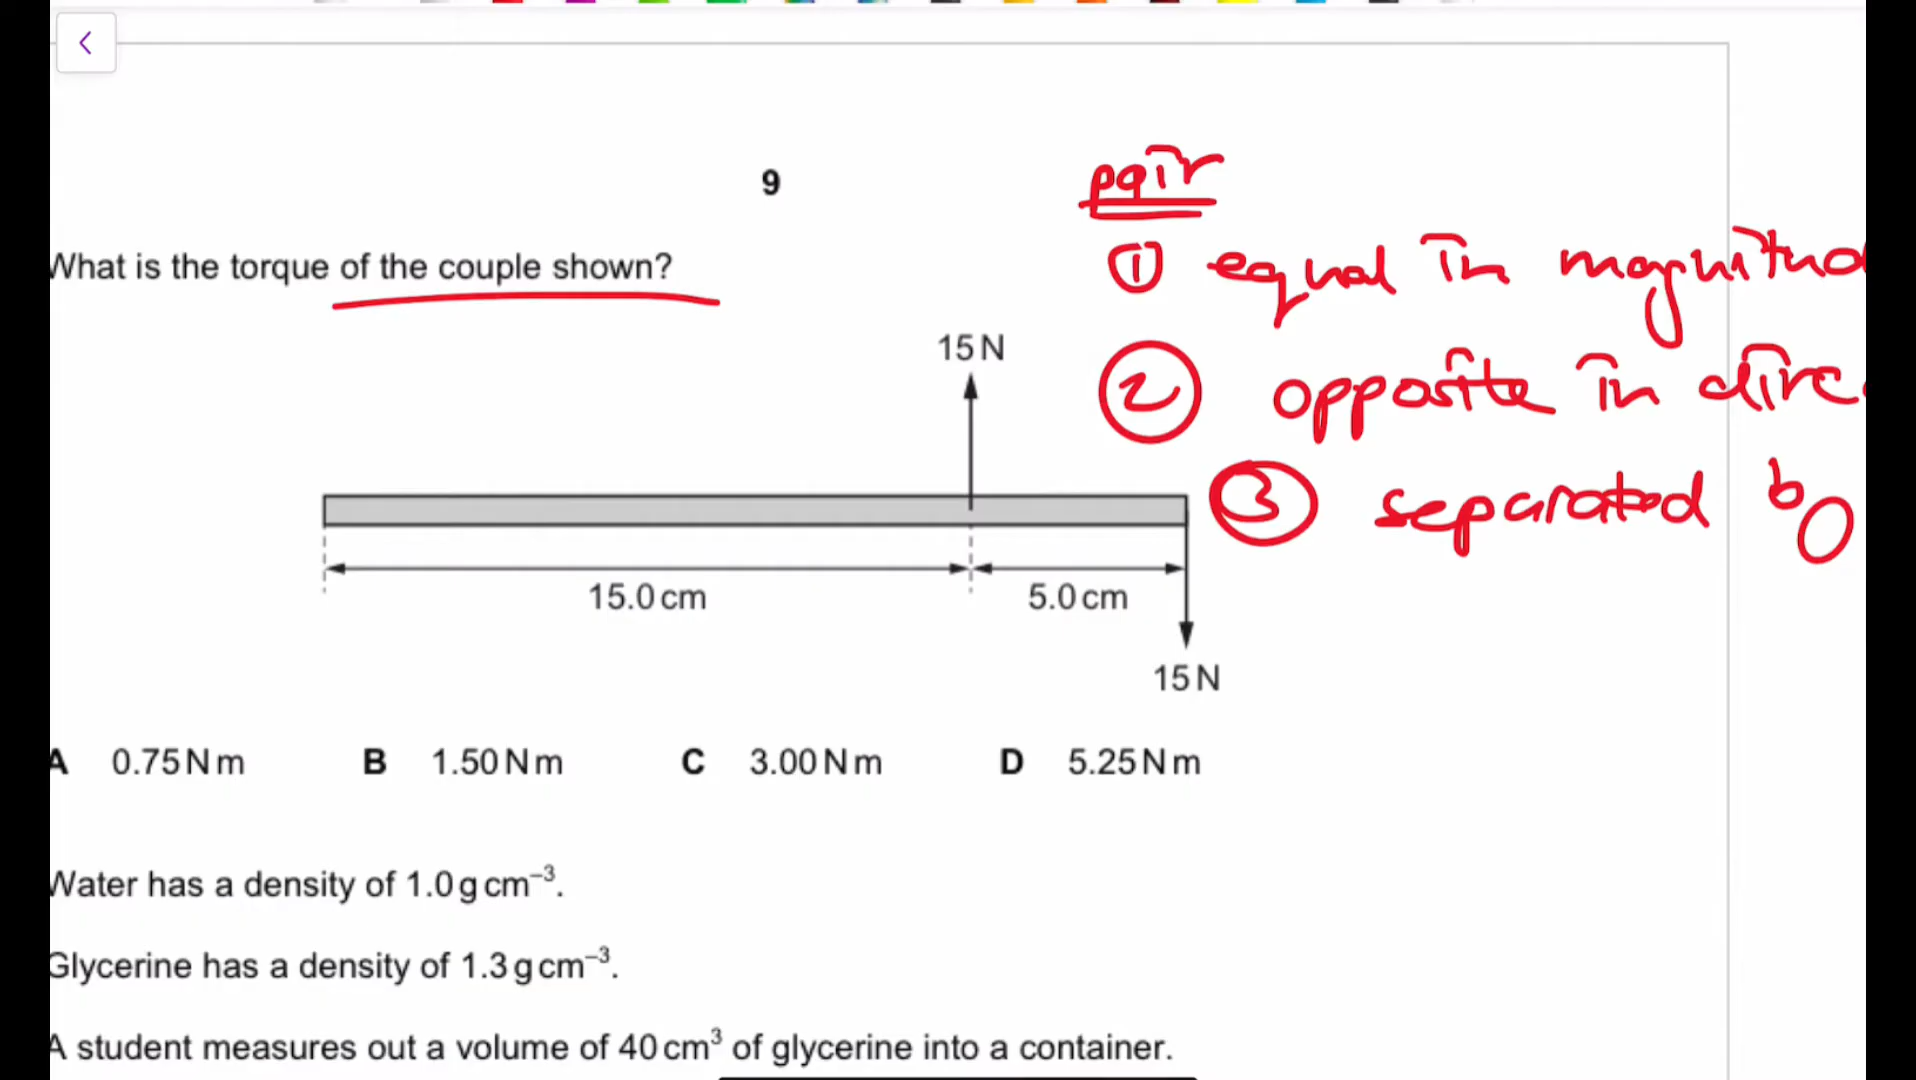 9
What is the torque of the couple shown?
pair
① equal in magnitud
② opposite in direc
③ separated by
15 N
15.0 cm
5.0 cm
15 N
A 0.75 N m B 1.50 N m C 3.00 N m D 5.25 N m
Water has a density of 1.0 g cm⁻³.
Glycerine has a density of 1.3 g cm⁻³.
A student measures out a volume of 40 cm³ of glycerine into a container.